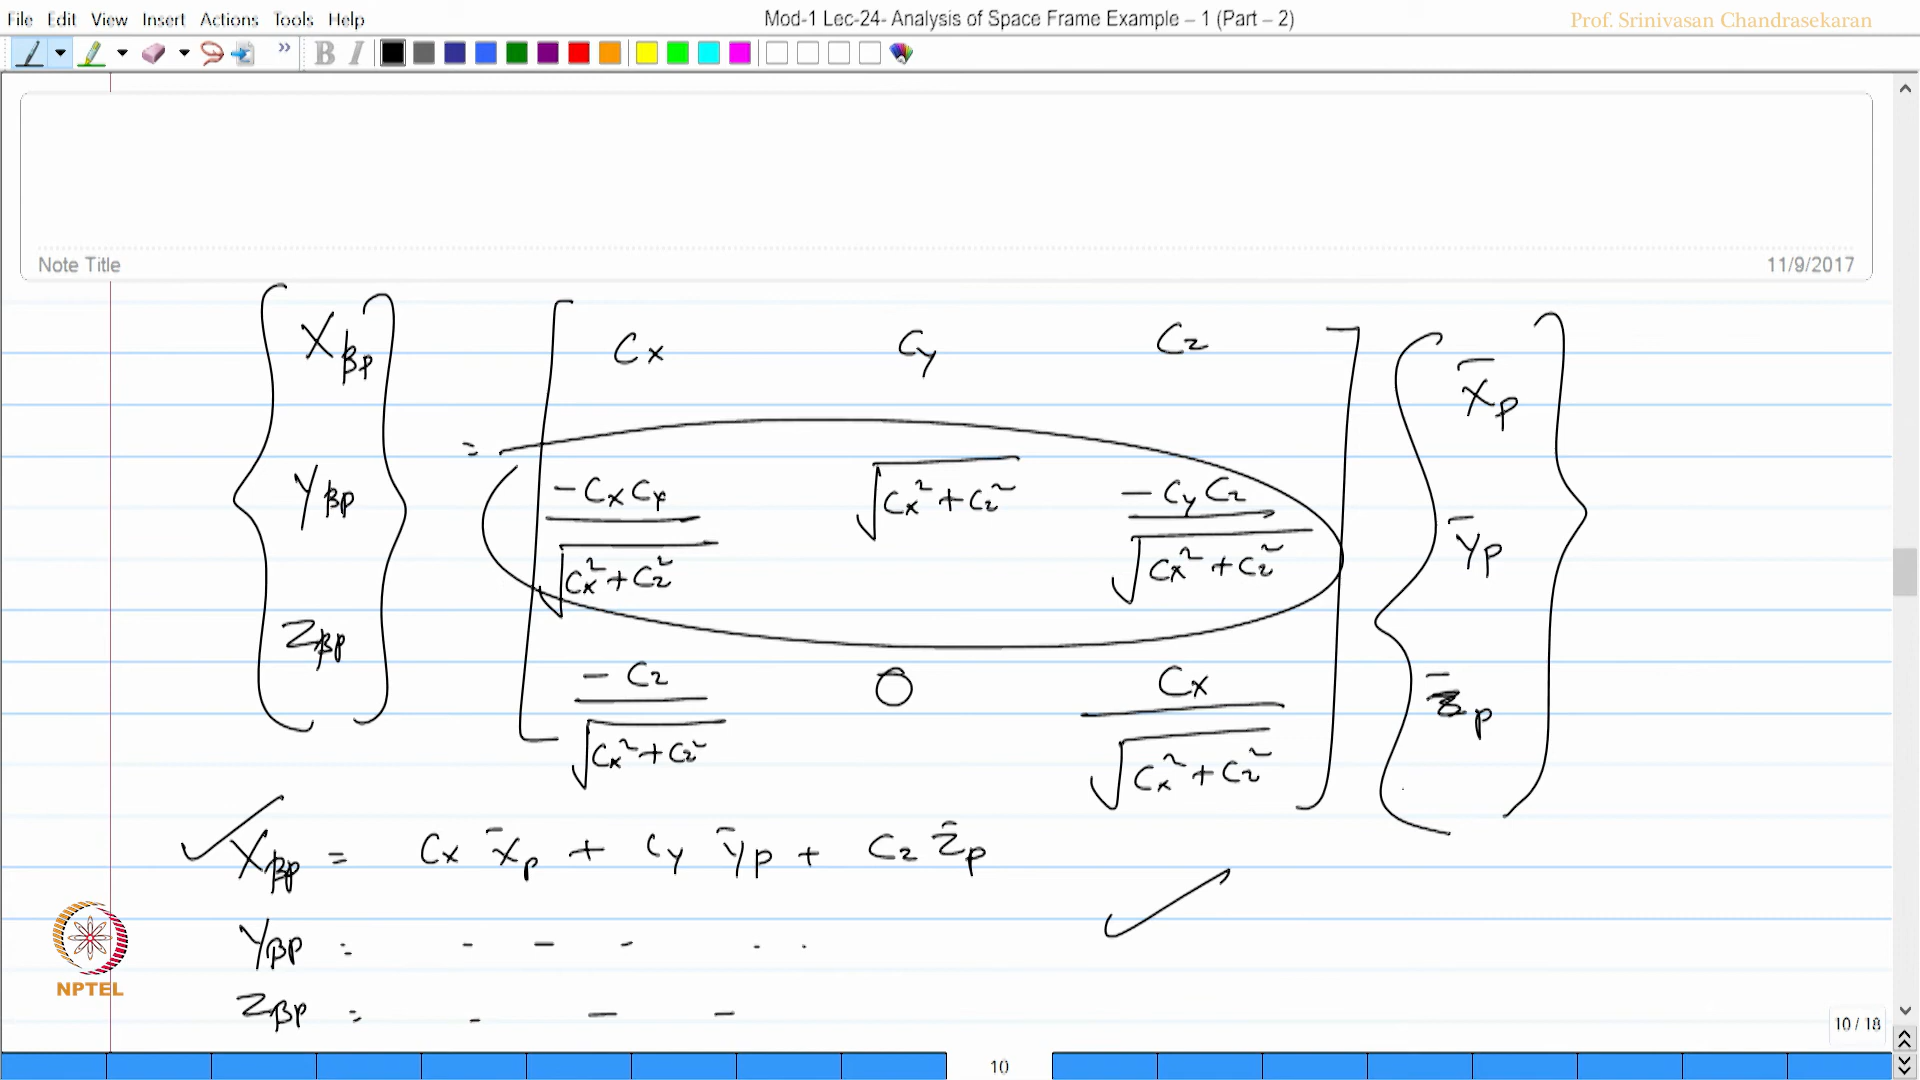 File Edit View Insert Actions Tools Help
Mod-1 Lec-24- Analysis of Space Frame Example – 1 (Part – 2)
Prof. Srinivasan Chandrasekaran
B I
Note Title
11/9/2017
{X_βp Y_βp Z_βp} =
[Cx Cy Cz
-CxCy/√(Cx²+Cz²) √(Cx²+Cz²) -CyCz/√(Cx²+Cz²)
-Cz/√(Cx²+Cz²) 0 Cx/√(Cx²+Cz²)]
{X̄p Ȳp Z̄p}
X_βp = Cx X̄p + Cy Ȳp + Cz Z̄p
Y_βp = - - - . .
Z_βp = - - -
NPTEL
10 / 18
10